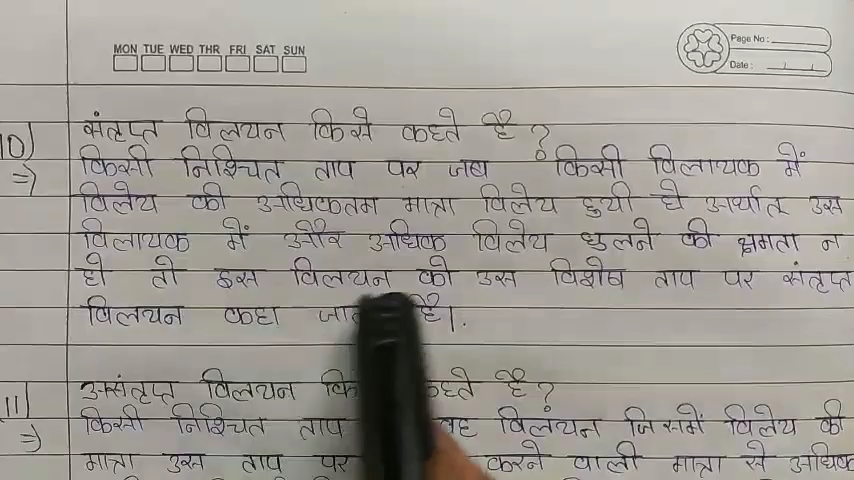 MON TUE WED THR FRI SAT SUN
Page No :
Date :
10) संतृप्त विलयन किसे कहते है ?
=) किसी निश्चित ताप पर जब किसी विलायक में
विलेय की अधिकतम मात्रा विलेय हुयी हो अर्थात् उस
विलायक में और अधिक विलेय घुलने की क्षमता न
हो तो इस विलयन को उस विशेष ताप पर संतृप्त
विलयन कहा है।
11) असंतृप्त विलयन कहते है ?
=) किसी निश्चित ताप वह विलयन जिसमें विलेय की
मात्रा उस ताप पर करने वाली मात्रा से अधिक